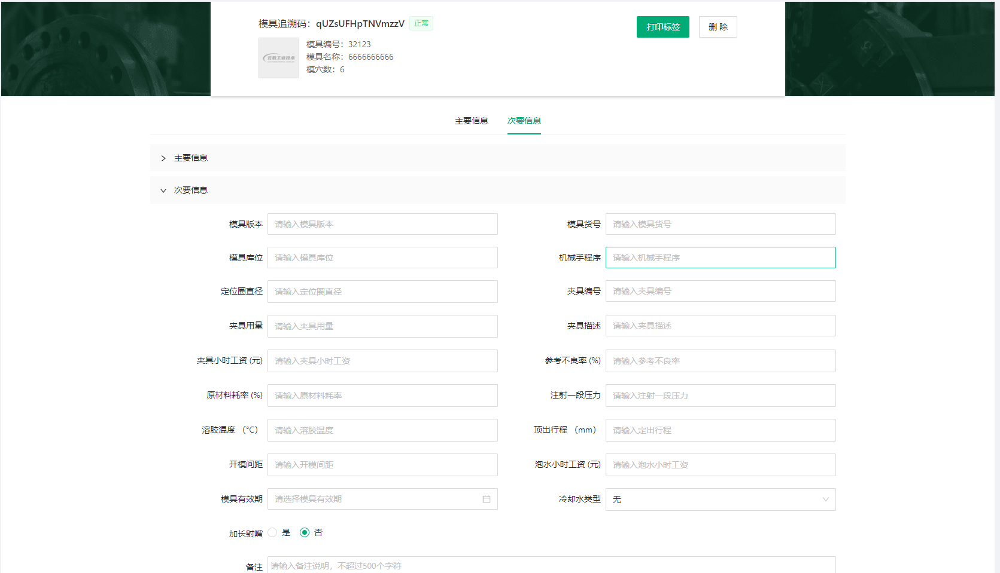 模具追溯码：qUZsUFHpTNVmzzV 正常
打印标签 删 除
云数工业技术
模具编号：32123
模具名称：6666666666
模穴数：6
主要信息 次要信息
主要信息
次要信息
模具版本 请输入模具版本 模具货号 请输入模具货号
模具库位 请输入模具库位 机械手程序 请输入机械手程序
定位圈直径 请输入定位圈直径 夹具编号 请输入夹具编号
夹具用量 请输入夹具用量 夹具描述 请输入夹具描述
夹具小时工资 (元) 请输入夹具小时工资 参考不良率 (%) 请输入参考不良率
原材料耗率 (%) 请输入原材料耗率 注射一段压力 请输入注射一段压力
溶胶温度 （°C） 请输入溶胶温度 顶出行程 （mm） 请输入定出行程
开模间距 请输入开模间距 泡水小时工资 (元) 请输入泡水小时工资
模具有效期 请选择模具有效期 冷却水类型 无
加长射嘴 是 否
备注 请输入备注说明，不超过500个字符